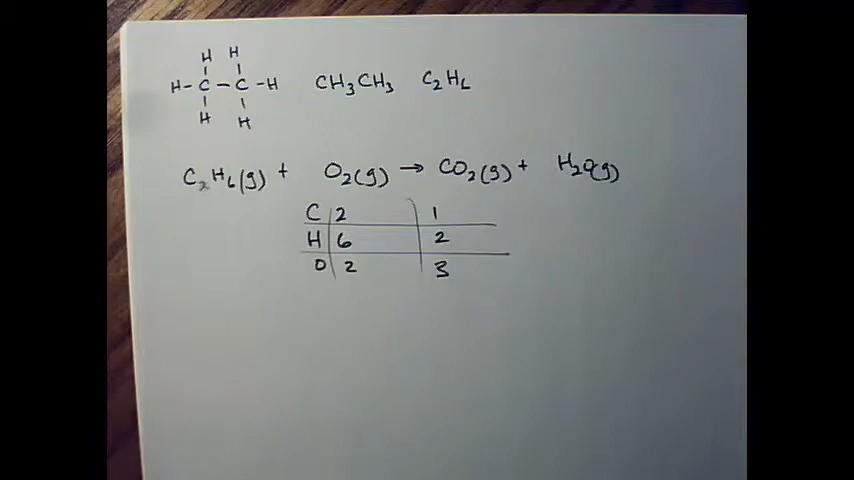 H H
H-C-C-H CH3CH3 C2H6
H H
C2H6(g) + O2(g) → CO2(g) + H2O(g)
C 2 1
H 6 2
O 2 3